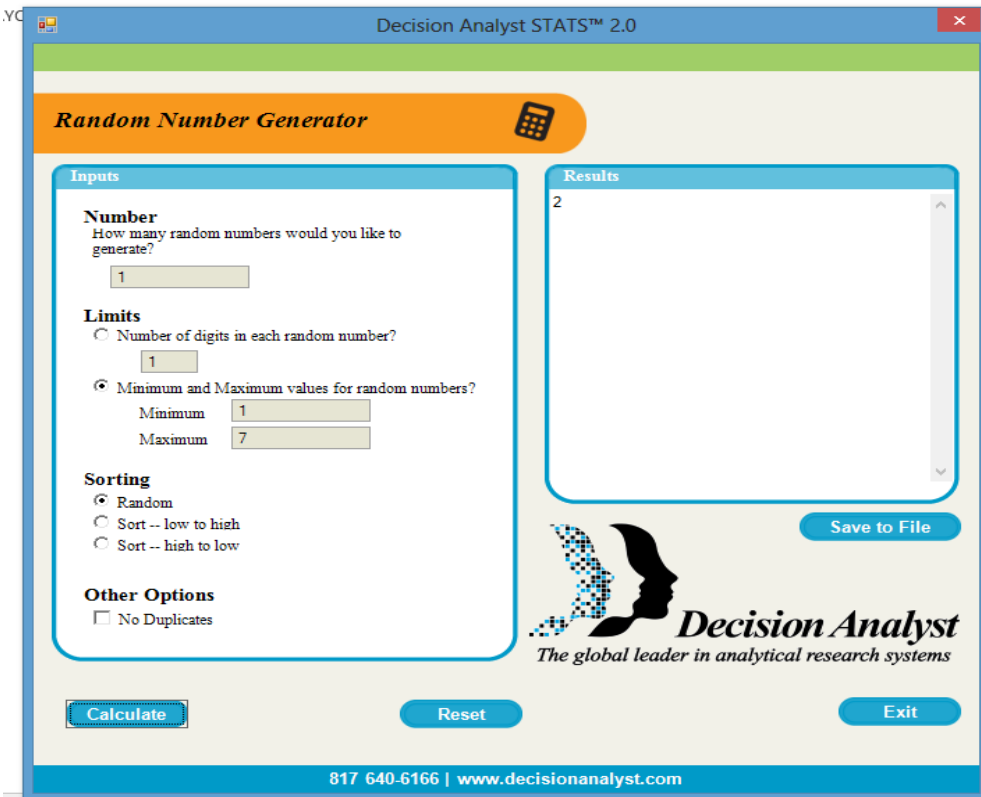 .YC
Decision Analyst STATS™ 2.0
Random Number Generator
Inputs
Number
How many random numbers would you like to
generate?
1
Limits
Number of digits in each random number?
1
Minimum and Maximum values for random numbers?
Minimum 1
Maximum 7
Sorting
Random
Sort -- low to high
Sort -- high to low
Other Options
No Duplicates
Results
2
Save to File
Decision Analyst
The global leader in analytical research systems
Calculate
Reset
Exit
817 640-6166 | www.decisionanalyst.com